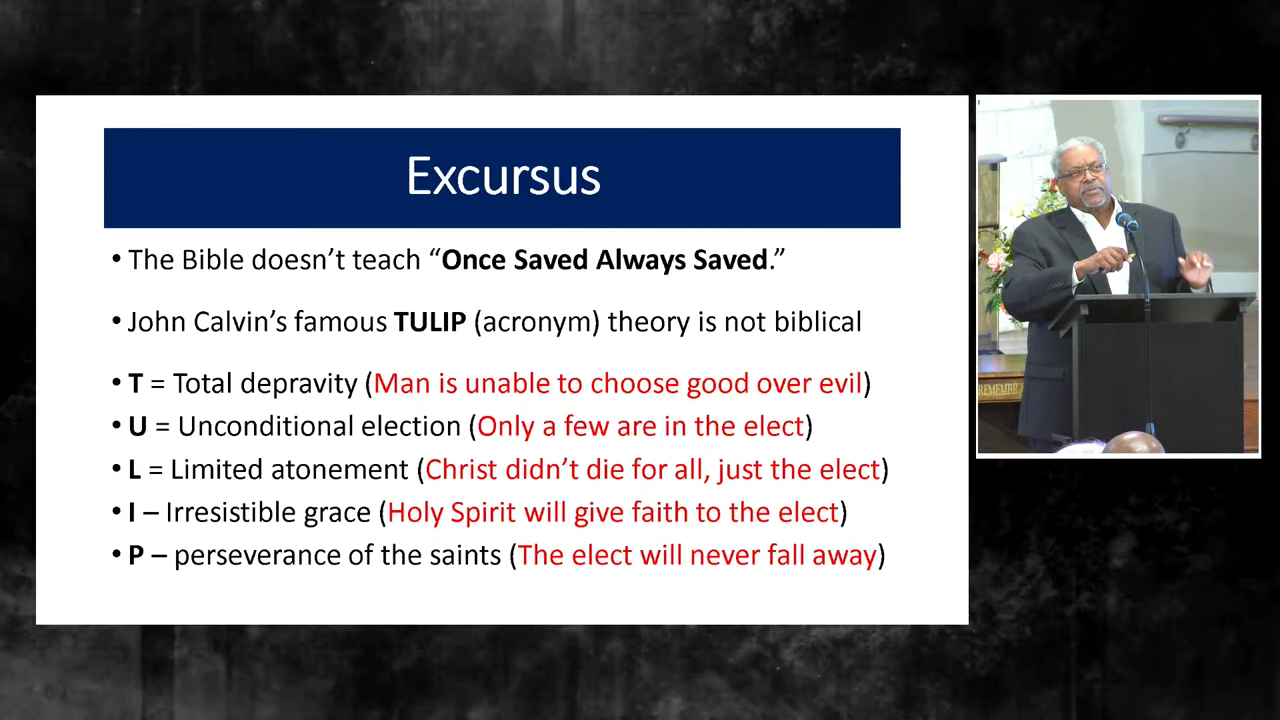 Excursus
• The Bible doesn’t teach “Once Saved Always Saved.”
• John Calvin’s famous TULIP (acronym) theory is not biblical
• T = Total depravity (Man is unable to choose good over evil)
• U = Unconditional election (Only a few are in the elect)
• L = Limited atonement (Christ didn’t die for all, just the elect)
• I – Irresistible grace (Holy Spirit will give faith to the elect)
• P – perseverance of the saints (The elect will never fall away)
REMEMBR